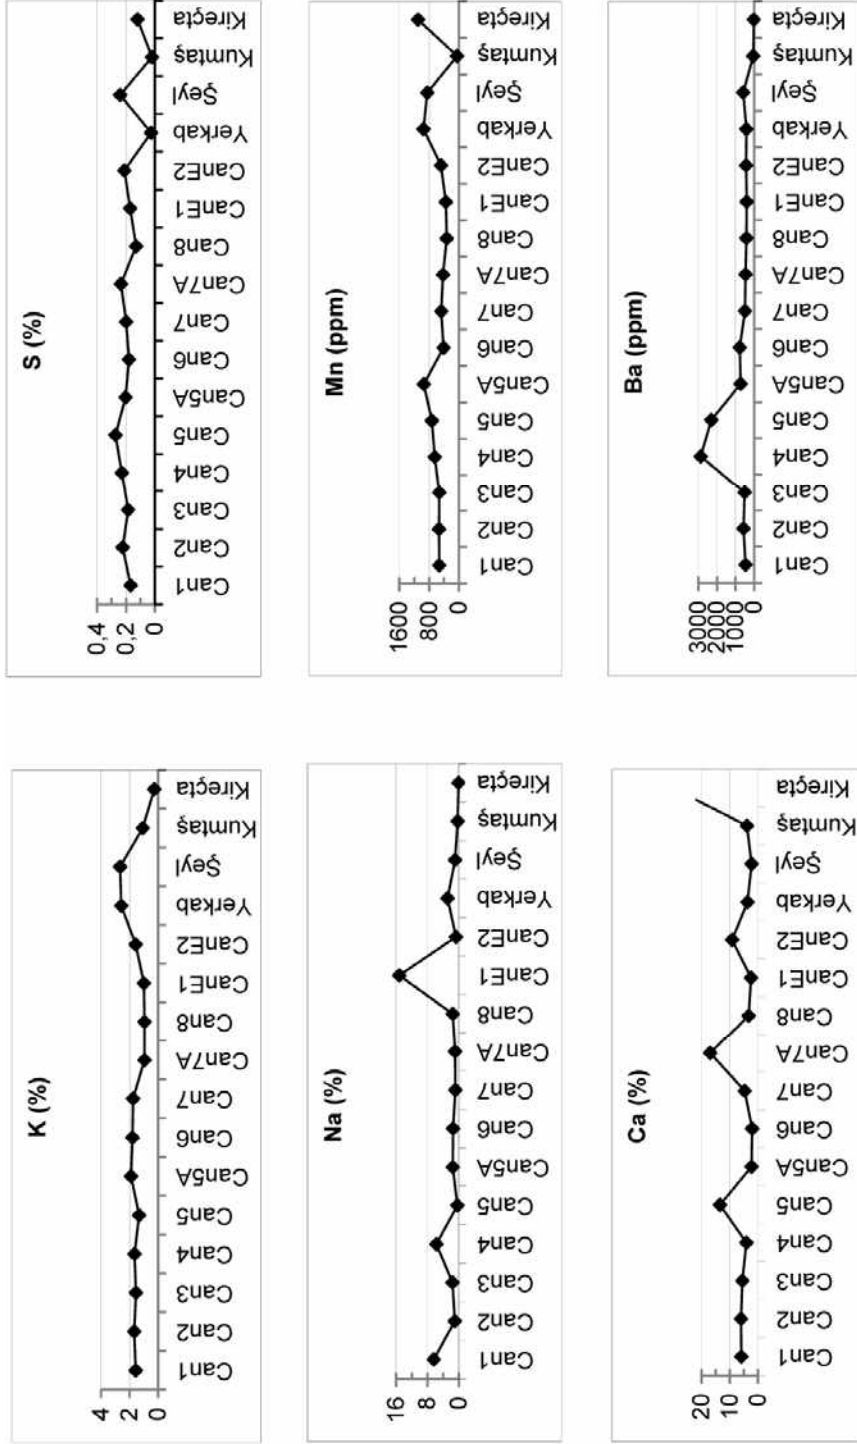 K (%)
4
2
0
Can1
Can2
Can3
Can4
Can5
Can5A
Can6
Can7
Can7A
Can8
CanE1
CanE2
Yerkab
Şeyl
Kumtaş
Kireçta
S (%)
0,4
0,2
0
Can1
Can2
Can3
Can4
Can5
Can5A
Can6
Can7
Can7A
Can8
CanE1
CanE2
Yerkab
Şeyl
Kumtaş
Kireçta
Na (%)
16
8
0
Can1
Can2
Can3
Can4
Can5
Can5A
Can6
Can7
Can7A
Can8
CanE1
CanE2
Yerkab
Şeyl
Kumtaş
Kireçta
Mn (ppm)
1600
800
0
Can1
Can2
Can3
Can4
Can5
Can5A
Can6
Can7
Can7A
Can8
CanE1
CanE2
Yerkab
Şeyl
Kumtaş
Kireçta
Ca (%)
20
10
0
Can1
Can2
Can3
Can4
Can5
Can5A
Can6
Can7
Can7A
Can8
CanE1
CanE2
Yerkab
Şeyl
Kumtaş
Kireçta
Ba (ppm)
3000
2000
1000
0
Can1
Can2
Can3
Can4
Can5
Can5A
Can6
Can7
Can7A
Can8
CanE1
CanE2
Yerkab
Şeyl
Kumtaş
Kireçta